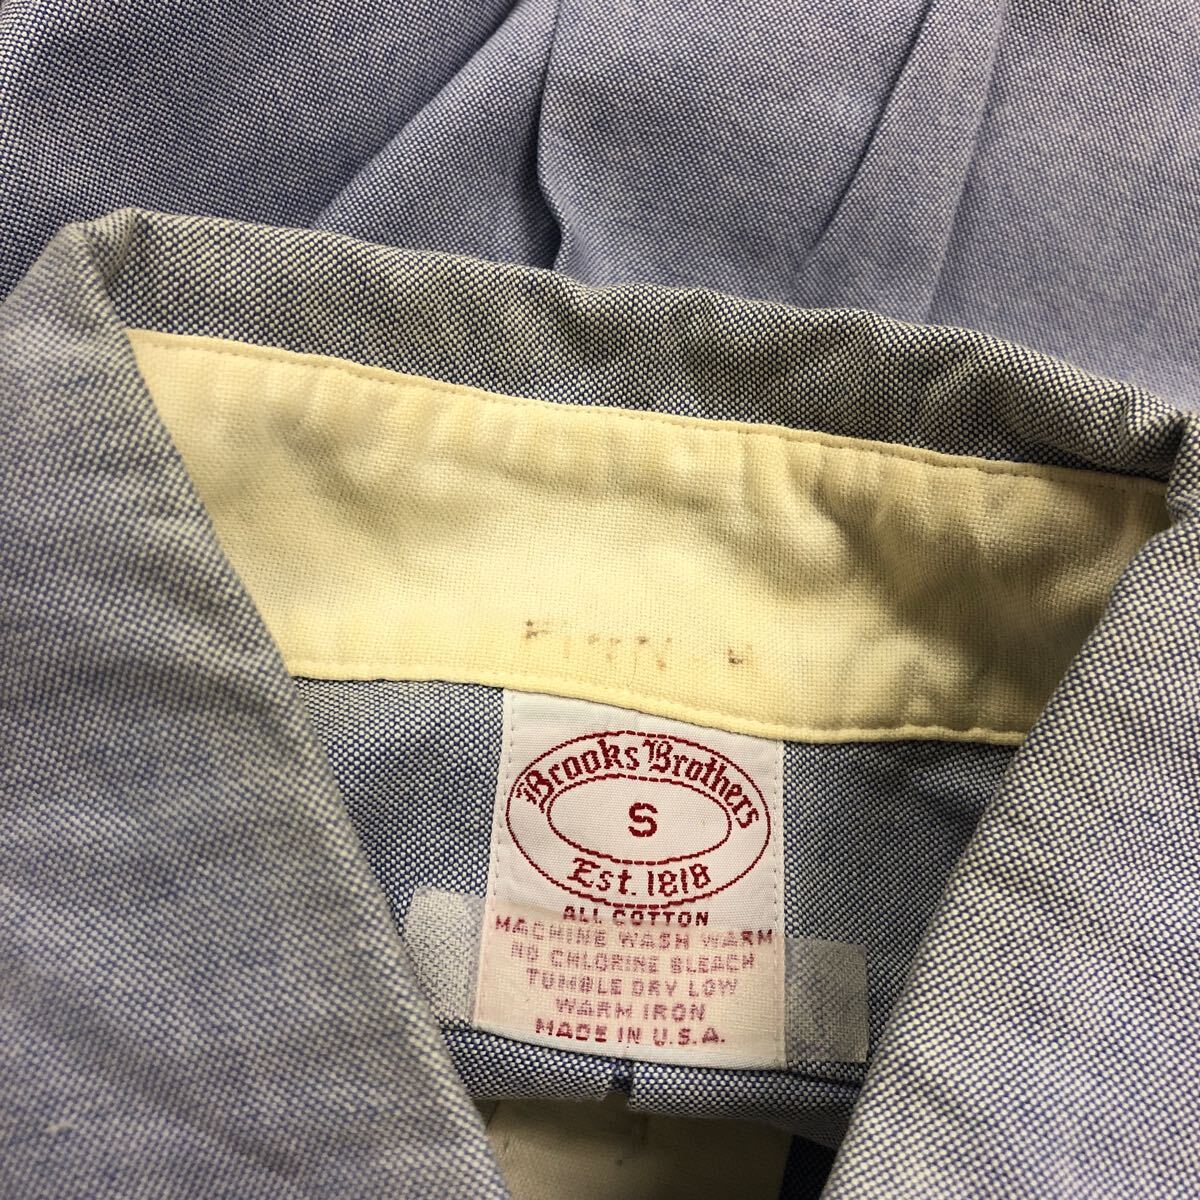 Brooks Brothers
S
Est. 1818
ALL COTTON
MACHINE WASH WARM
NO CHLORINE BLEACH
TUMBLE DRY LOW
WARM IRON
MADE IN U.S.A.